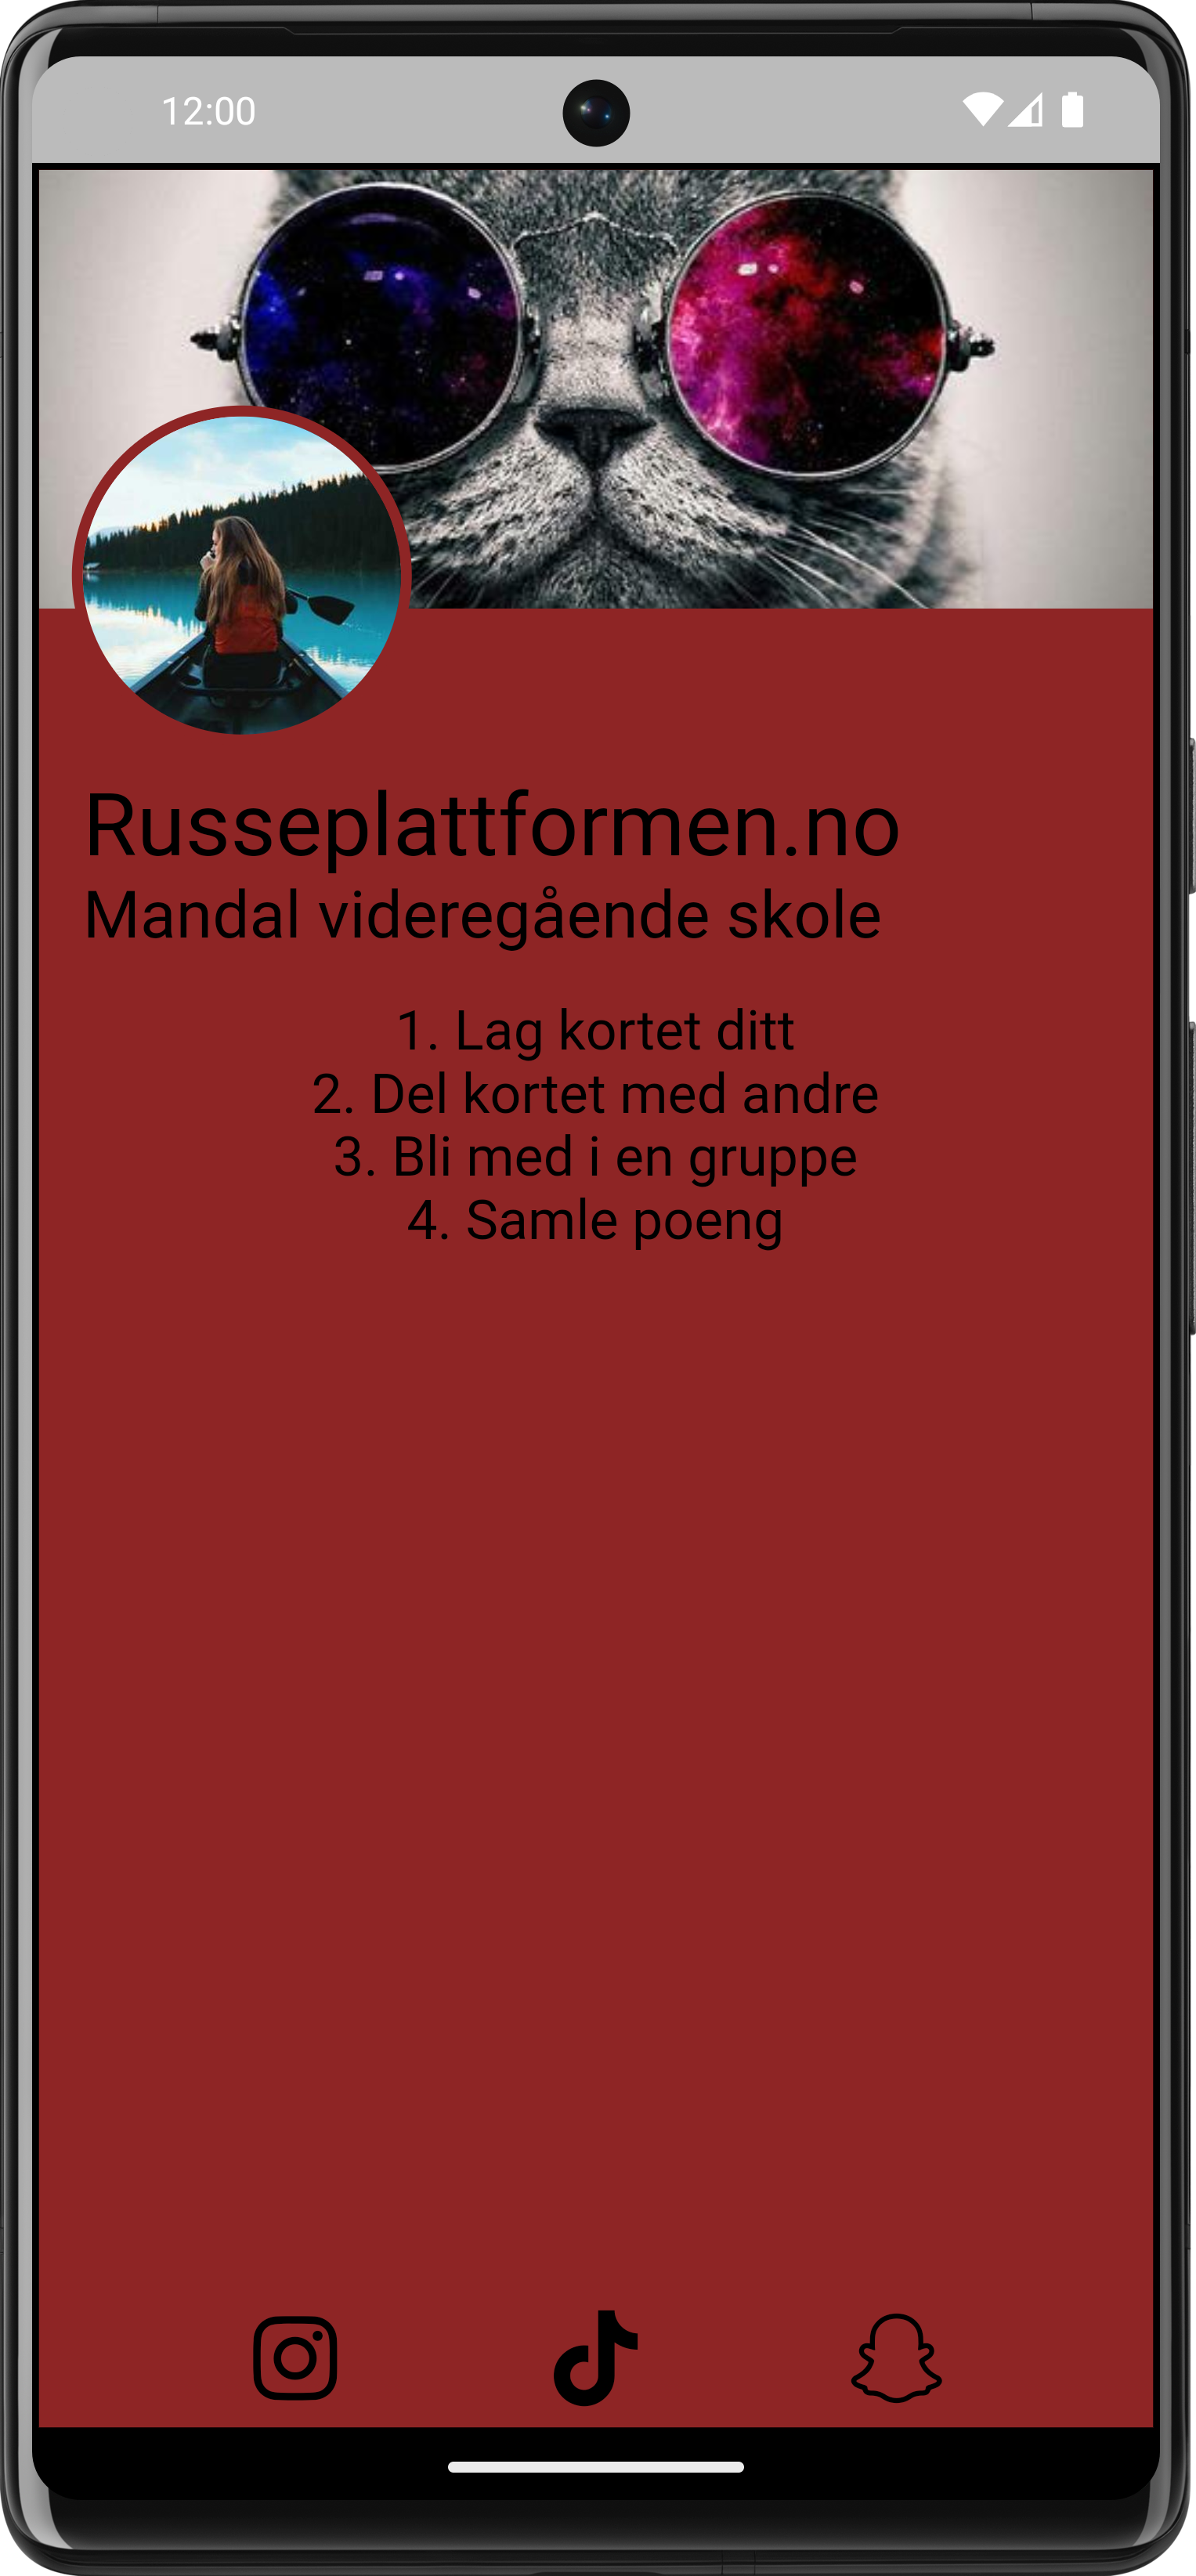 12:00
Russeplattformen.no
Mandal videregående skole
1. Lag kortet ditt
2. Del kortet med andre
3. Bli med i en gruppe
4. Samle poeng